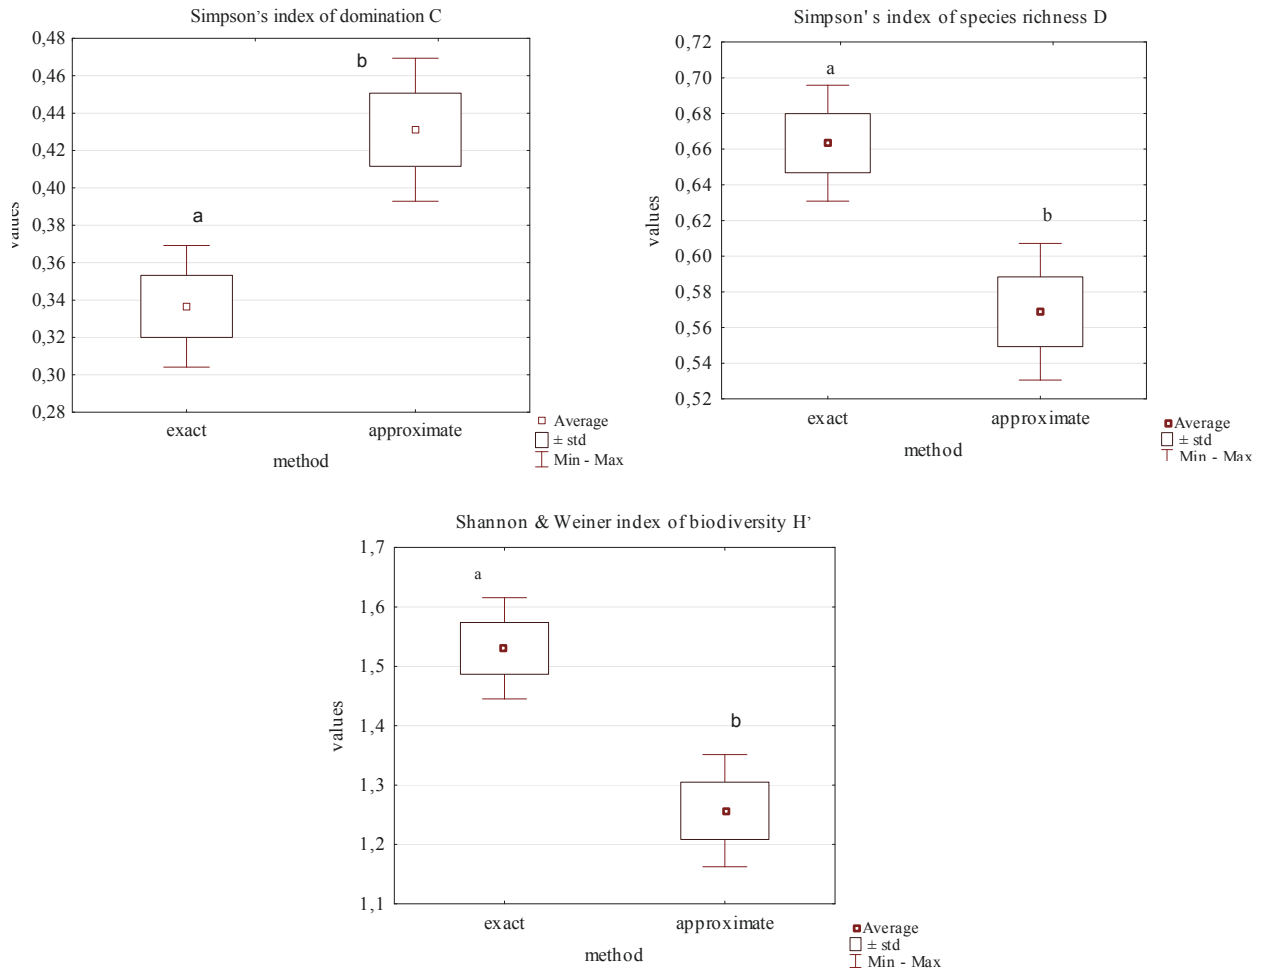 Simpson’s index of domination C
0,48
0,46
0,44
0,42
0,40
0,38
0,36
0,34
0,32
0,30
0,28
values
a
b
exact
approximate
method
Average
± std
Min - Max
Simpson' s index of species richness D
0,72
0,70
0,68
0,66
0,64
0,62
0,60
0,58
0,56
0,54
0,52
values
a
b
exact
approximate
method
Average
± std
Min - Max
Shannon & Weiner index of biodiversity H’
1,7
1,6
1,5
1,4
1,3
1,2
1,1
values
a
b
exact
approximate
method
Average
± std
Min - Max